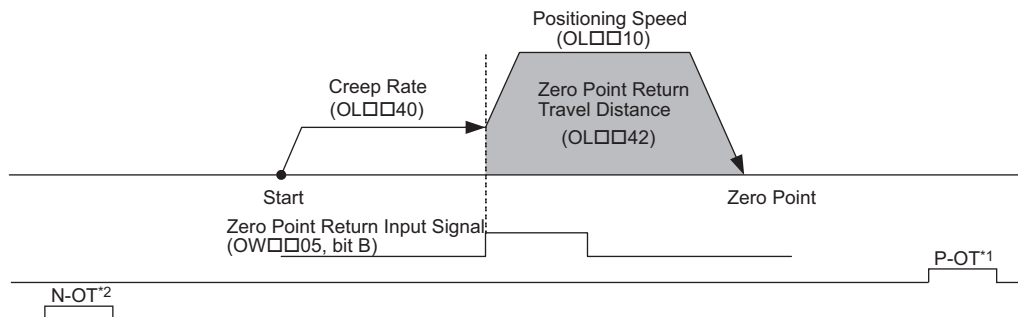 Positioning Speed
(OL□□10)
Creep Rate
(OL□□40)
Zero Point Return
Travel Distance
(OL□□42)
Start
Zero Point
Zero Point Return Input Signal
(OW□□05, bit B)
P-OT*1
N-OT*2